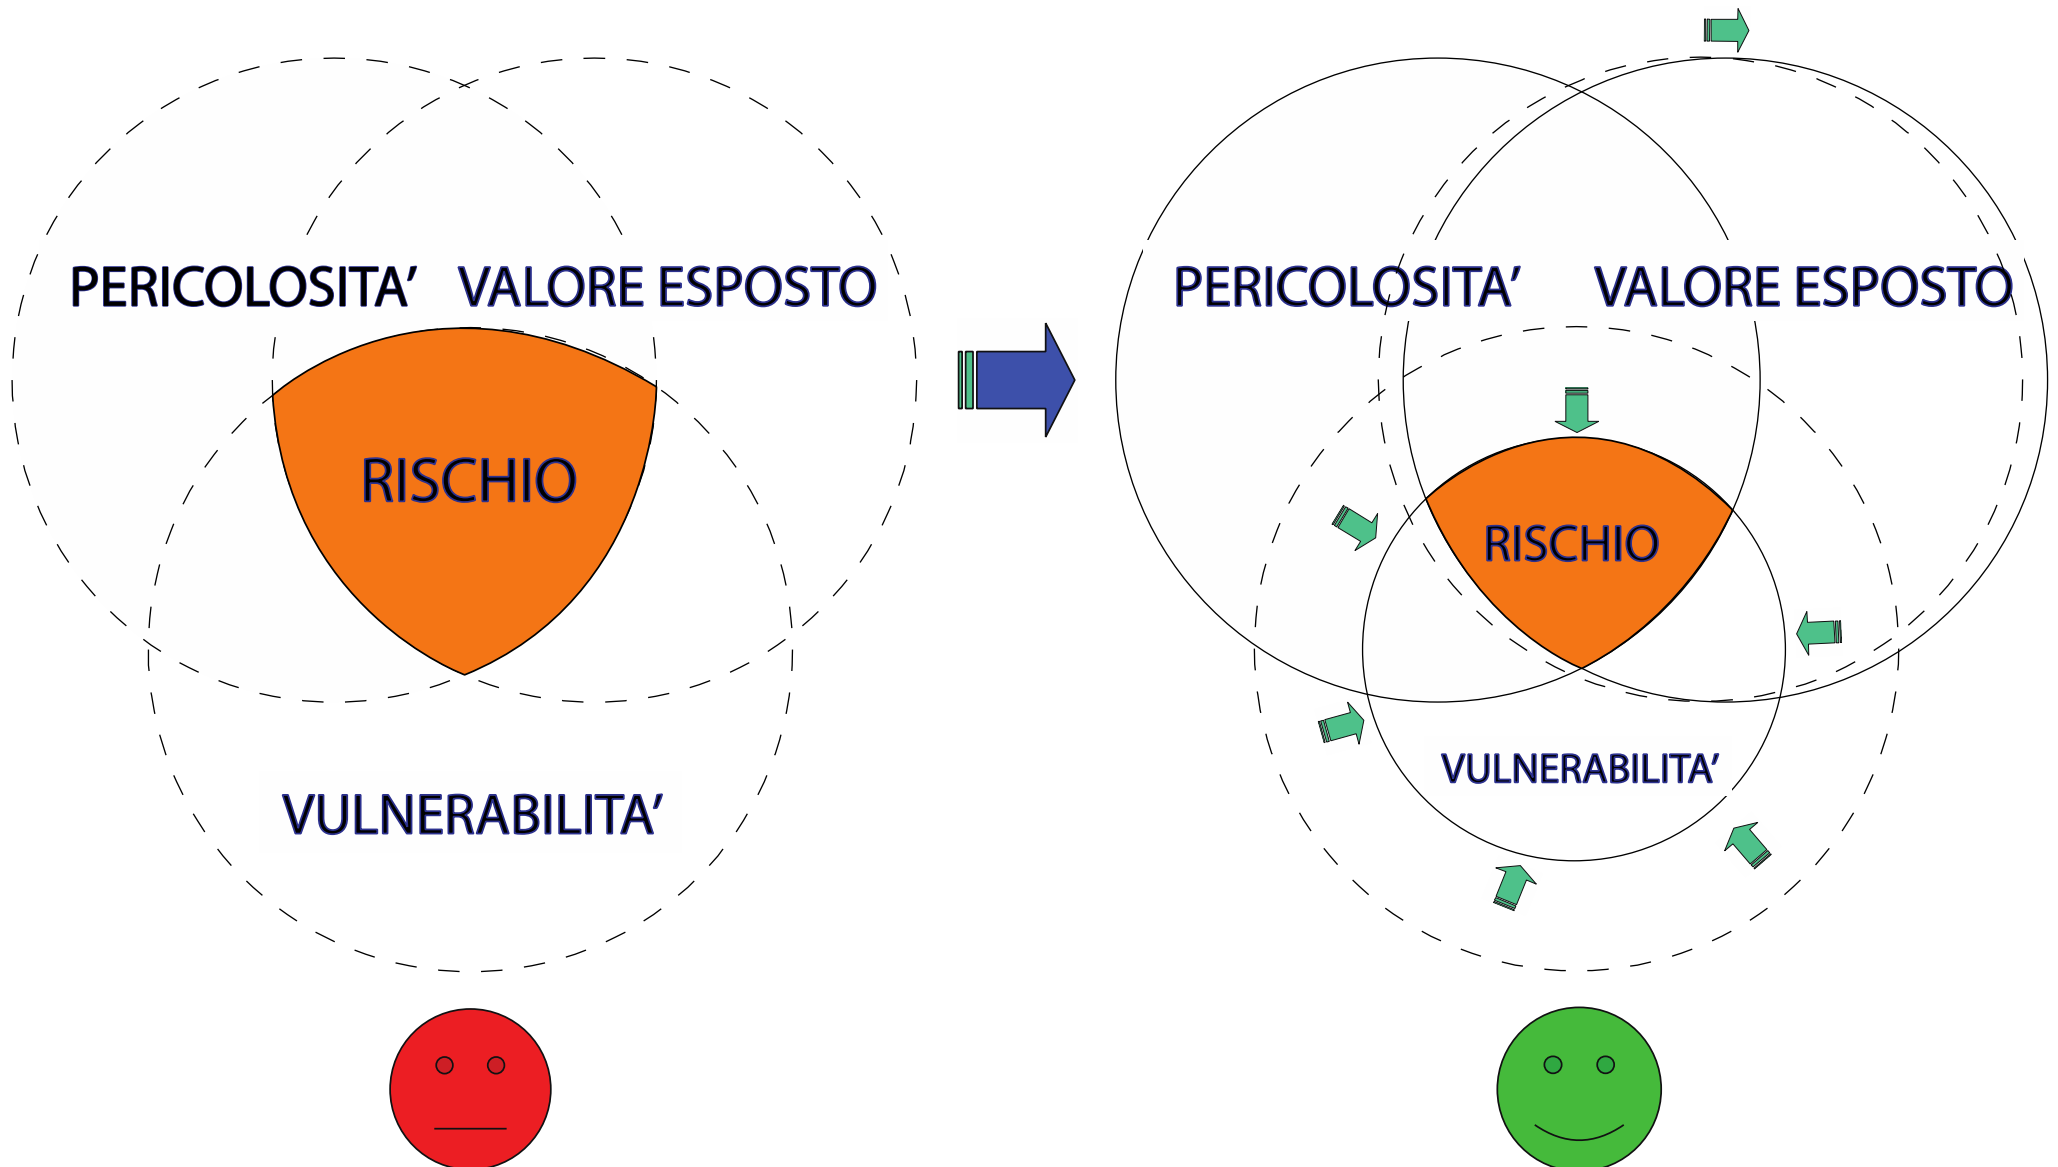 PERICOLOSITA’ VALORE ESPOSTO
RISCHIO
VULNERABILITA’
PERICOLOSITA’ VALORE ESPOSTO
RISCHIO
VULNERABILITA’